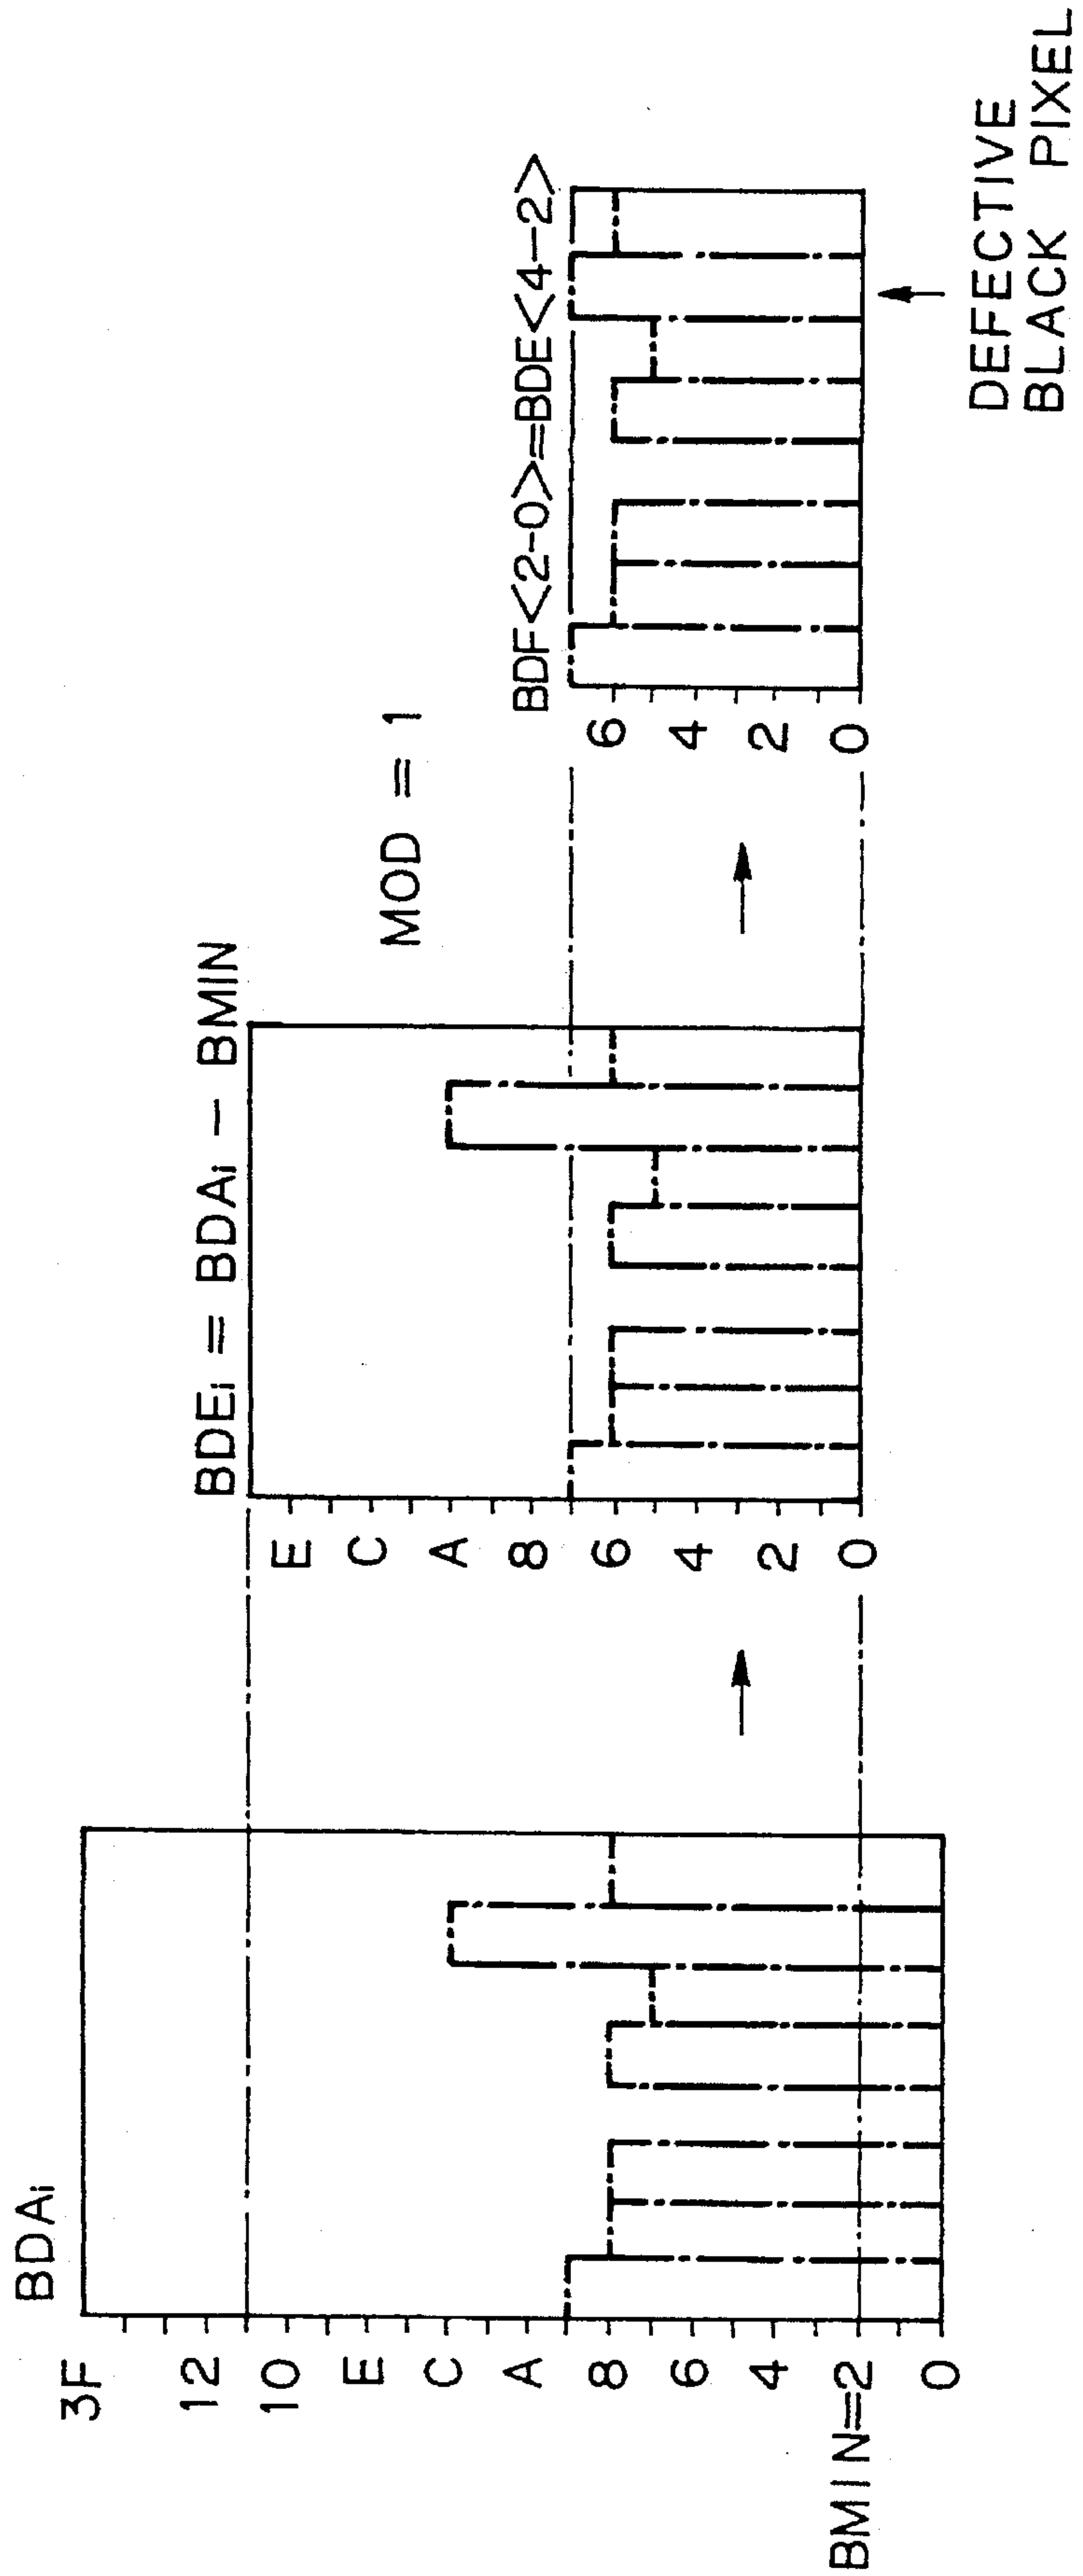 BDAi
3F
12
10
E
C
A
8
6
4
BMIN=2
0
BDEi = BDAi - BMIN
E
C
A
8
6
4
2
0
MOD = 1
BDF<2-0>=BDE<4-2>
6
4
2
0
DEFECTIVE
BLACK PIXEL